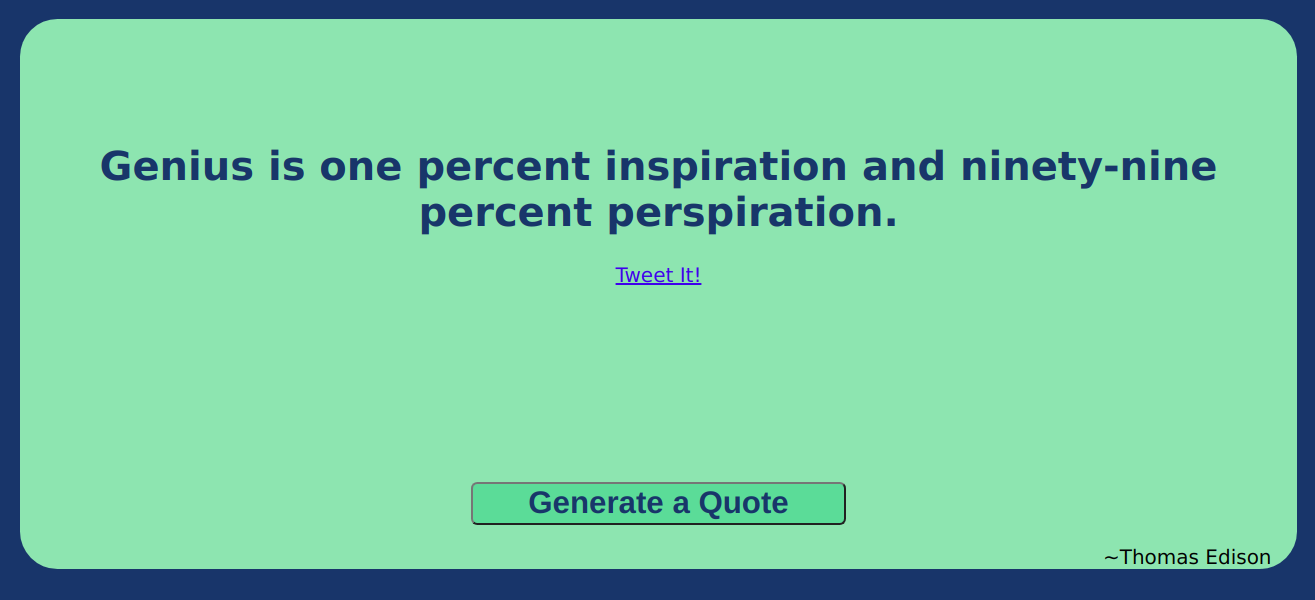 Genius is one percent inspiration and ninety-nine
percent perspiration.
Tweet It!
Generate a Quote
~Thomas Edison